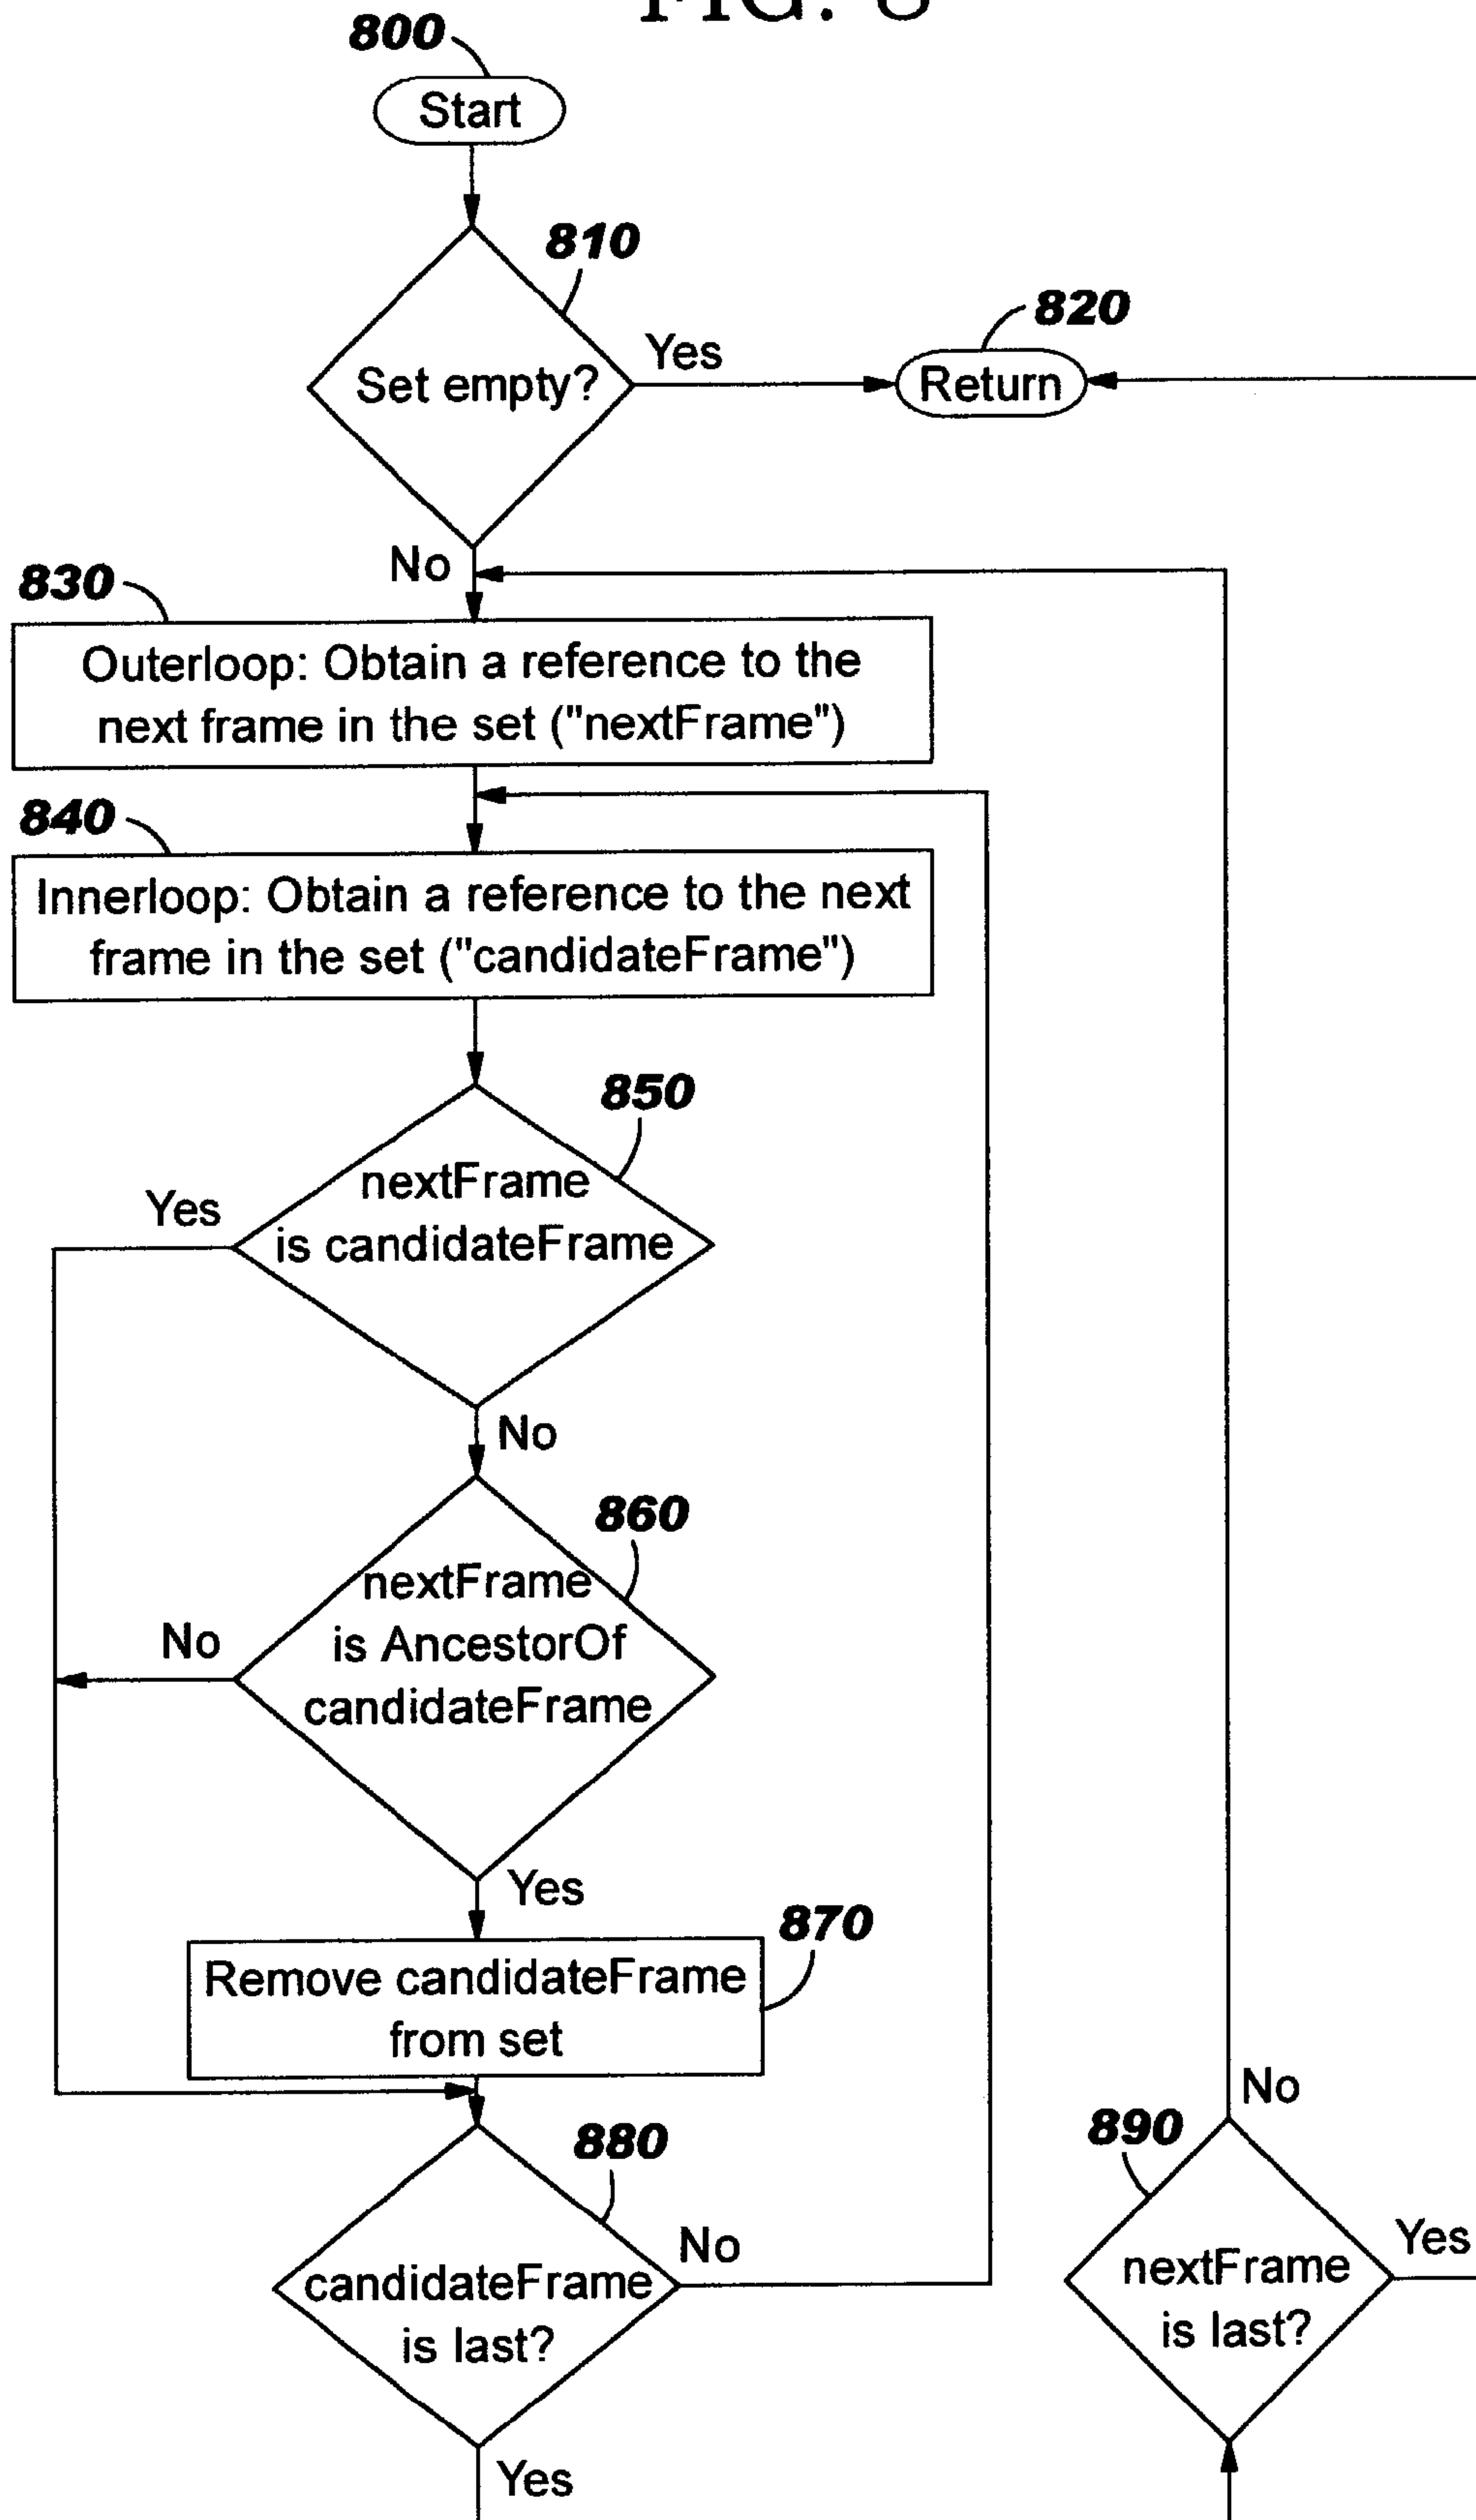 800
Start
810
Set empty?
Yes
820
Return
No
830
Outerloop: Obtain a reference to the
next frame in the set ("nextFrame")
840
Innerloop: Obtain a reference to the next
frame in the set ("candidateFrame")
850
nextFrame
is candidateFrame
Yes
No
860
nextFrame
is AncestorOf
candidateFrame
No
Yes
870
Remove candidateFrame
from set
880
candidateFrame
is last?
No
Yes
890
nextFrame
is last?
No
Yes